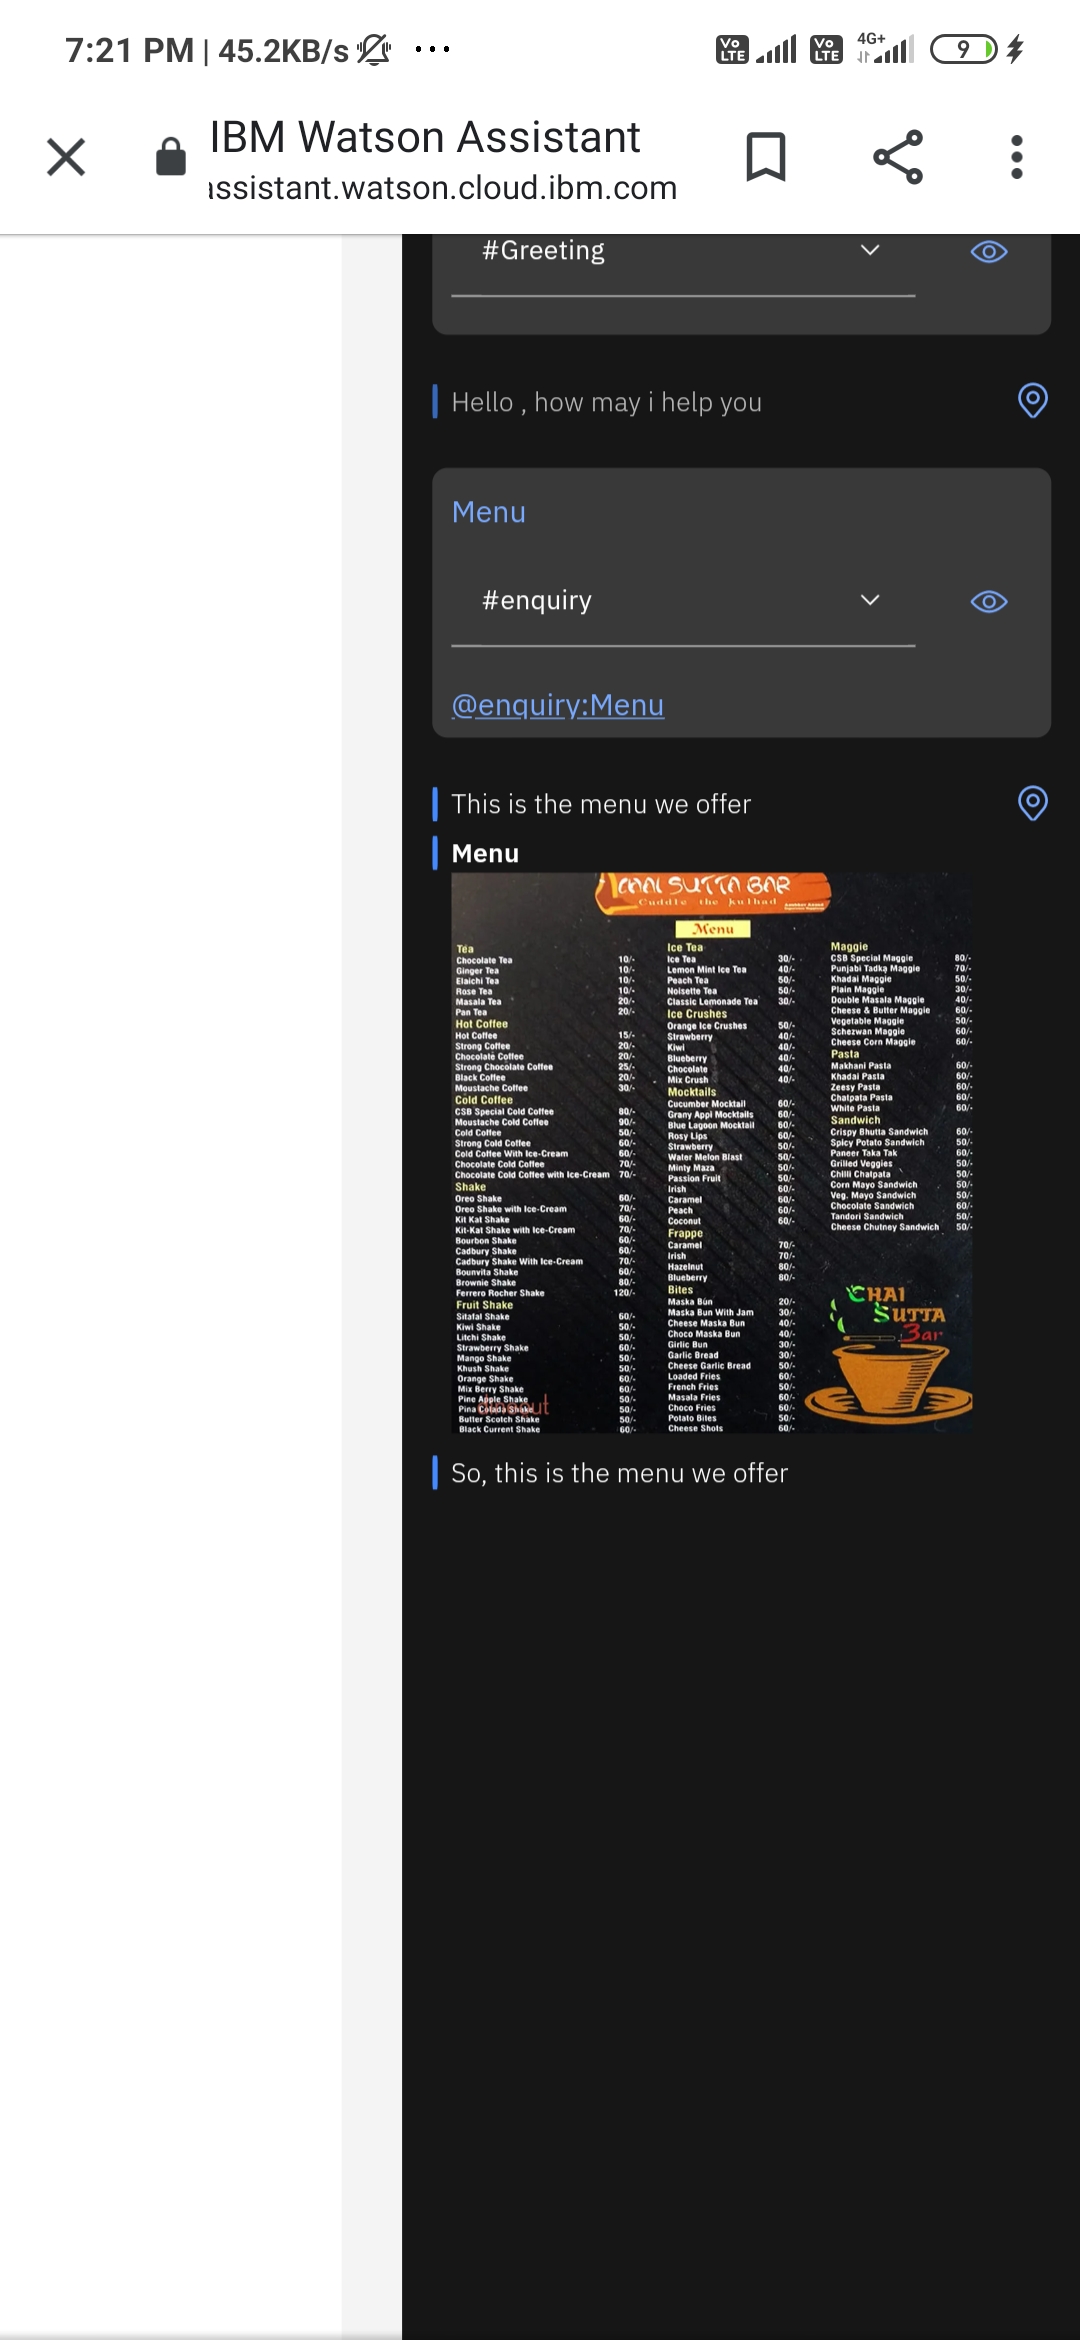 7:21 PM | 45.2KB/s ...
Vo LTE Vo LTE 4G+ 9
IBM Watson Assistant
assistant.watson.cloud.ibm.com
#Greeting
Hello , how may i help you
Menu
#enquiry
@enquiry:Menu
This is the menu we offer
Menu
CHAI SUTTA BAR
Cuddle the kulhad
Menu
Tea
Chocolate Tea 10/-
Ginger Tea 10/-
Elaichi Tea 10/-
Rose Tea 10/-
Masala Tea 20/-
Pan Tea 20/-
Hot Coffee
Hot Coffee 15/-
Strong Coffee 20/-
Chocolate Coffee 20/-
Strong Chocolate Coffee 25/-
Black Coffee 20/-
Moustache Coffee 30/-
Cold Coffee
CSB Special Cold Coffee 80/-
Moustache Cold Coffee 90/-
Cold Coffee 50/-
Strong Cold Coffee 60/-
Cold Coffee With Ice-Cream 60/-
Chocolate Cold Coffee 70/-
Chocolate Cold Coffee with Ice-Cream 70/-
Shake
Oreo Shake 60/-
Oreo Shake with Ice-Cream 70/-
Kit Kat Shake 60/-
Kit-Kat Shake with Ice-Cream 70/-
Bourbon Shake 60/-
Cadbury Shake 60/-
Cadbury Shake With Ice-Cream 70/-
Bounvita Shake 60/-
Brownie Shake 80/-
Ferrero Rocher Shake 120/-
Fruit Shake
Sitafal Shake 60/-
Kiwi Shake 50/-
Litchi Shake 50/-
Strawberry Shake 60/-
Mango Shake 50/-
Khush Shake 50/-
Orange Shake 60/-
Mix Berry Shake 60/-
Pine Apple Shake 50/-
Pina Shake 50/-
Butter Scotch Shake 50/-
Black Current Shake 60/-
Ice Tea
Ice Tea 30/-
Lemon Mint Ice Tea 40/-
Peach Tea 50/-
Noisette Tea 50/-
Classic Lemonade Tea 30/-
Ice Crushes
Orange Ice Crushes 50/-
Strawberry 40/-
Kiwi 40/-
Blueberry 40/-
Chocolate 40/-
Mix Crush 40/-
Mocktails
Cucumber Mocktail 60/-
Grany Appl Mocktails 60/-
Blue Lagoon Mocktail 60/-
Rosy Lips 60/-
Strawberry 50/-
Water Melon Blast 50/-
Minty Maza 50/-
Passion Fruit 50/-
Irish 60/-
Caramel 60/-
Peach 60/-
Coconut 60/-
Frappe
Caramel 70/-
Irish 70/-
Hazelnut 80/-
Blueberry 80/-
Bites
Maska Bun 20/-
Maska Bun With Jam 30/-
Cheese Maska Bun 40/-
Choco Maska Bun 40/-
Girlic Bun 30/-
Garlic Bread 30/-
Cheese Garlic Bread 50/-
Loaded Fries 60/-
French Fries 50/-
Masala Fries 60/-
Choco Fries 60/-
Potato Bites 50/-
Cheese Shots 60/-
Maggie
CSB Special Maggie 80/-
Punjabi Tadka Maggie 70/-
Khadai Maggie 50/-
Plain Maggie 30/-
Double Masala Maggie 40/-
Cheese & Butter Maggie 60/-
Vegetable Maggie 50/-
Schezwan Maggie 60/-
Cheese Corn Maggie 60/-
Pasta
Makhani Pasta 60/-
Khadai Pasta 60/-
Zeesy Pasta 60/-
Chatpata Pasta 60/-
White Pasta 60/-
Sandwich
Crispy Bhutta Sandwich 60/-
Spicy Potato Sandwich 50/-
Paneer Taka Tak 60/-
Grilled Veggies 50/-
Chilli Chatpata 50/-
Corn Mayo Sandwich 50/-
Veg. Mayo Sandwich 50/-
Chocolate Sandwich 60/-
Tandori Sandwich 50/-
Cheese Chutney Sandwich 50/-
CHAI
SUTTA
Bar
So, this is the menu we offer